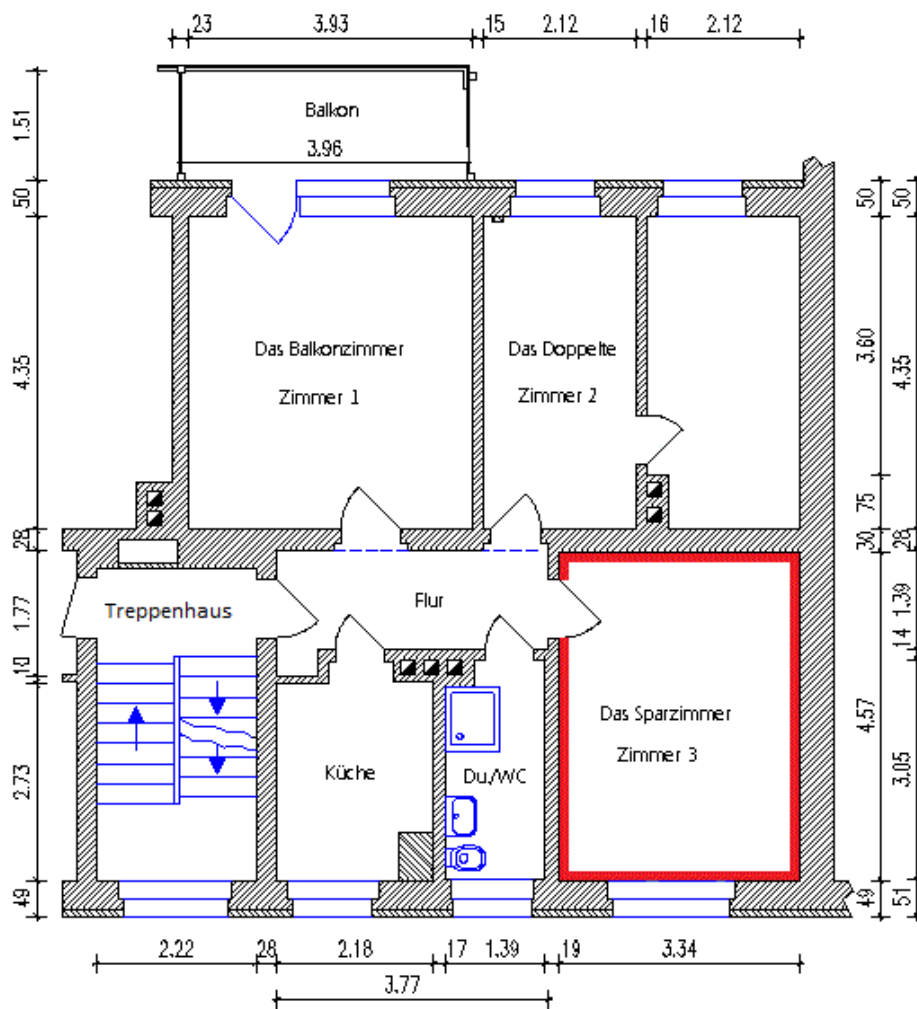 23 3.93 15 2.12 16 2.12
Balkon
3.96
1.51
50
4.35
28
1.77
10
2.73
49
50 50
3.60 4.35
75
30 28
1.39
14
4.57
3.05
49 51
Das Balkonzimmer
Zimmer 1
Das Doppelte
Zimmer 2
Treppenhaus
Flur
Das Sparzimmer
Zimmer 3
Küche
Du./WC
2.22 28 2.18 17 1.39 19 3.34
3.77